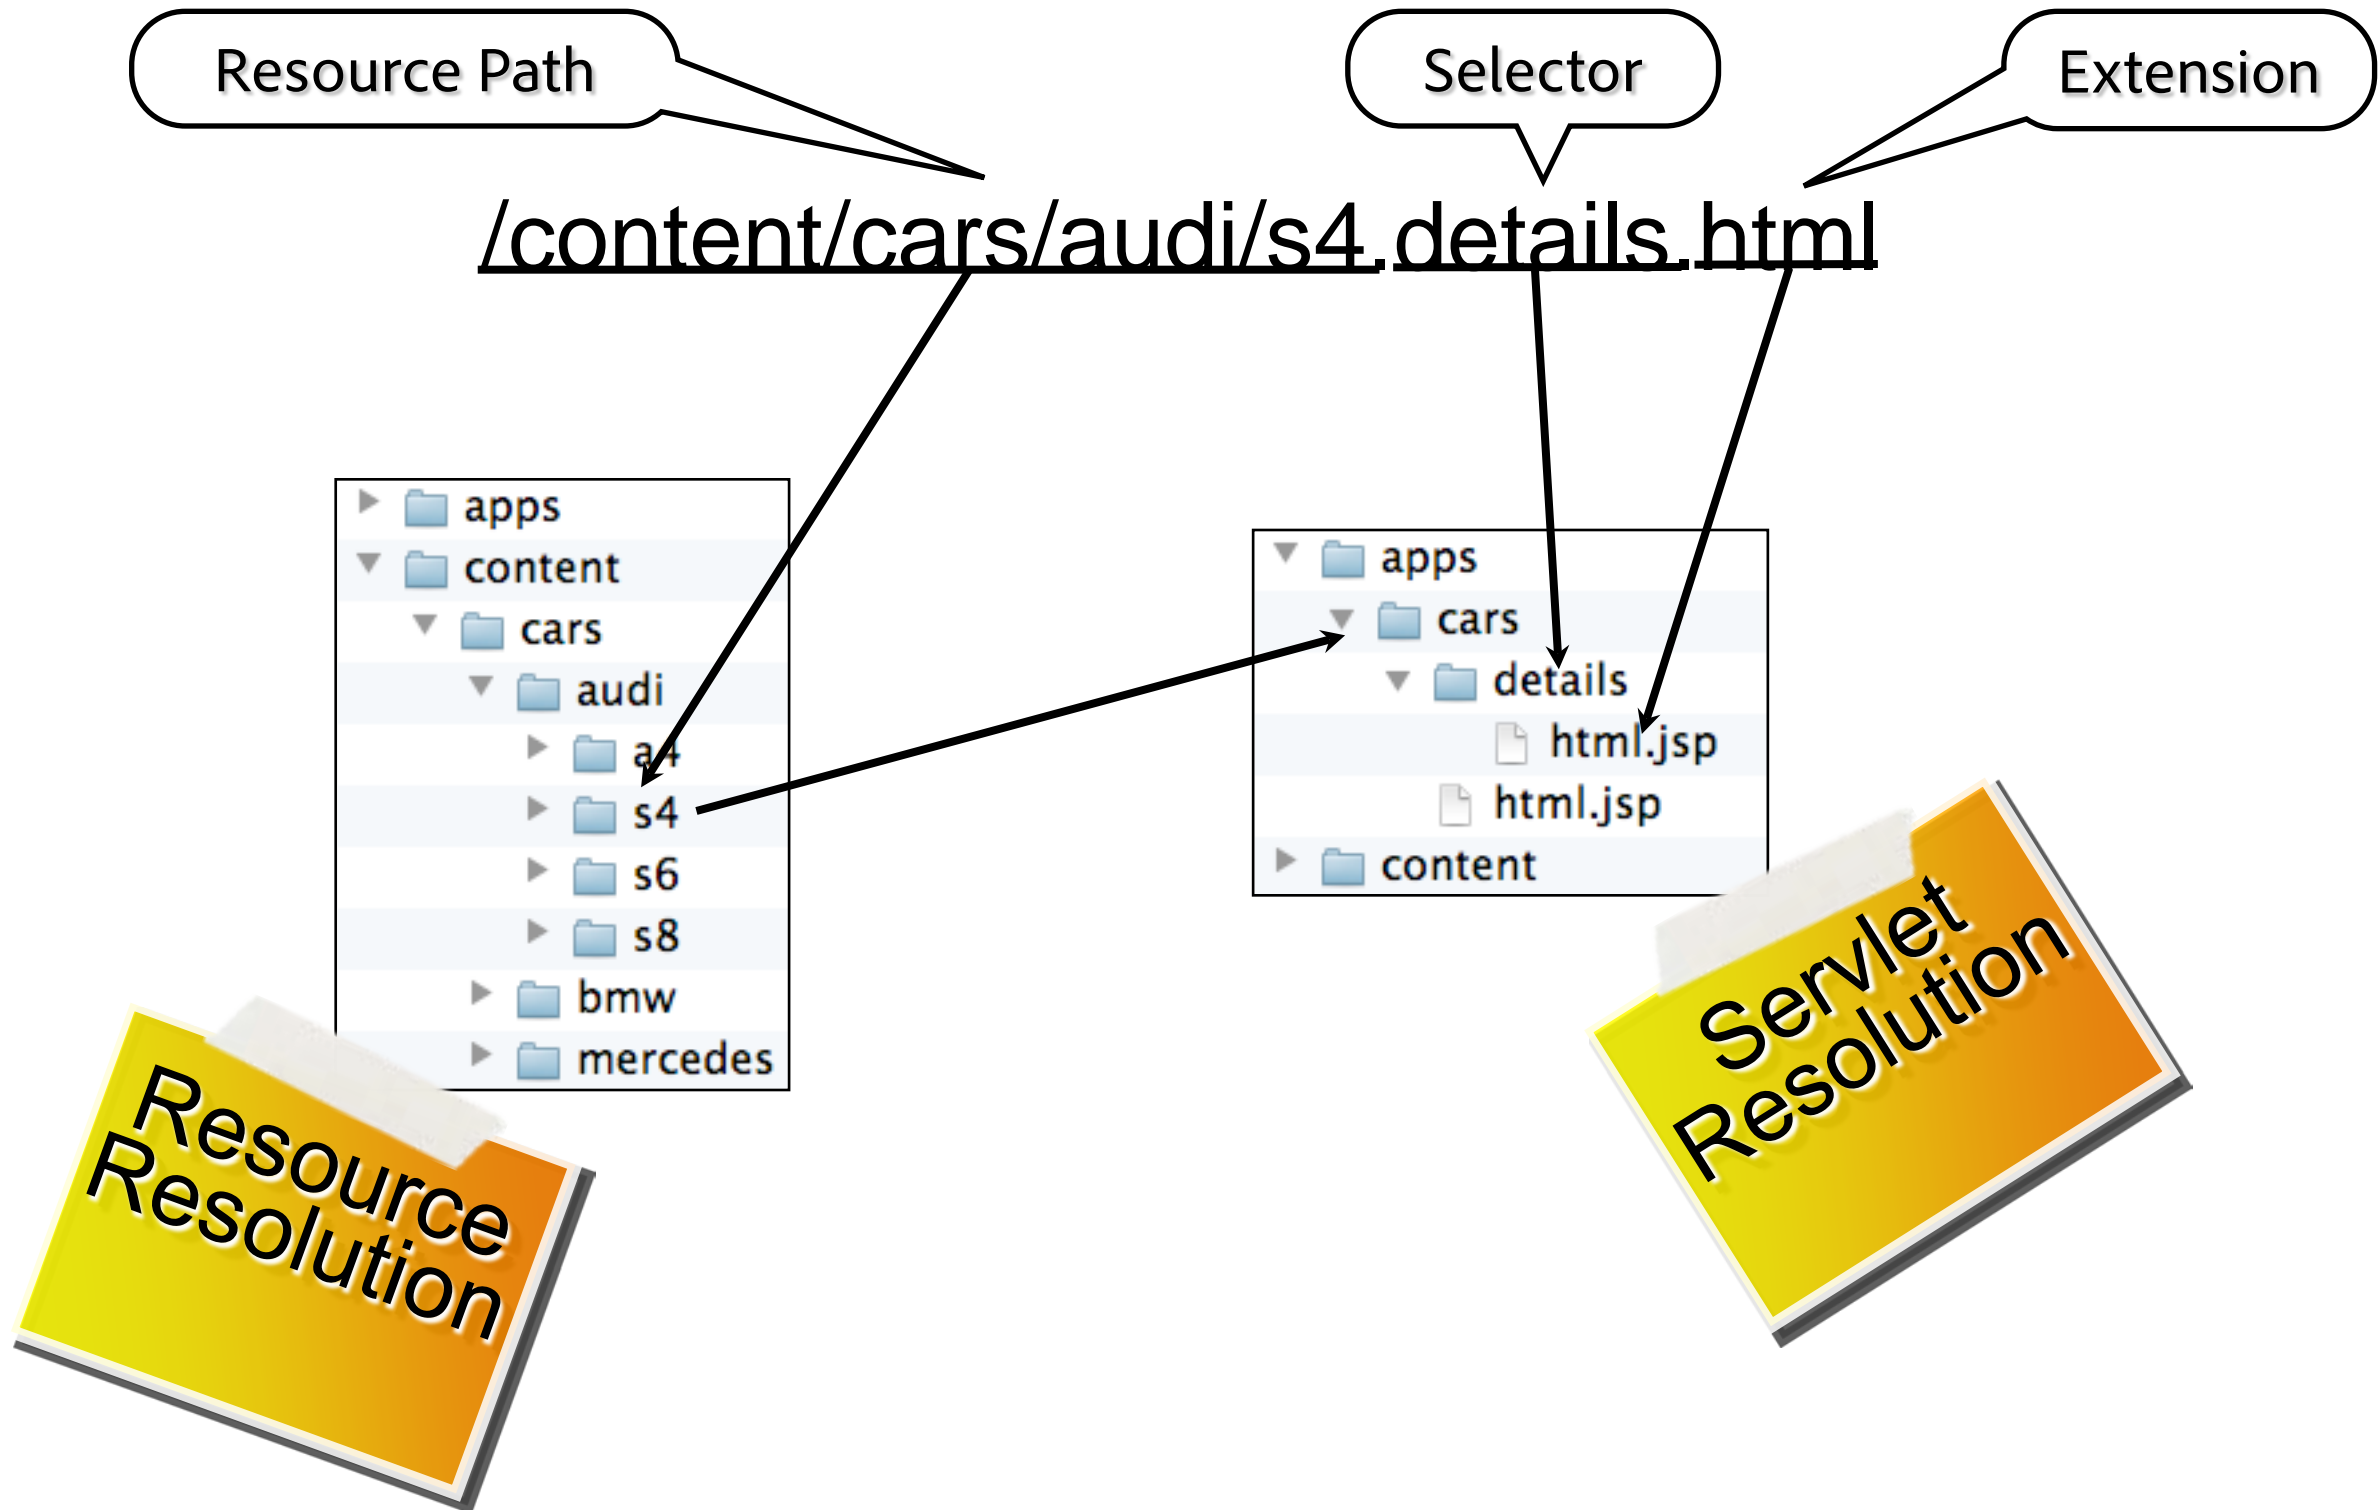 Resource Path
Selector
Extension
/content/cars/audi/s4.details.html
apps
content
cars
audi
a4
s4
s6
s8
bmw
mercedes
apps
cars
details
html.jsp
html.jsp
content
Resource
Resolution
Servlet
Resolution